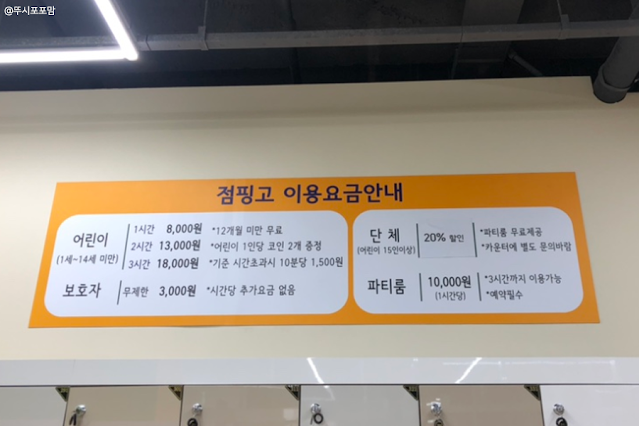 @뚜시포포맘
점핑고 이용요금안내
어린이
(1세~14세 미만)
1시간 8,000원 *12개월 미만 무료
2시간 13,000원 *어린이 1인당 코인 2개 증정
3시간 18,000원 *기준 시간초과시 10분당 1,500원
보호자 무제한 3,000원 *시간당 추가요금 없음
단체
(어린이 15인이상)
20% 할인
*파티룸 무료제공
*카운터에 별도 문의바람
파티룸
10,000원
(1시간당)
*3시간까지 이용가능
*예약필수